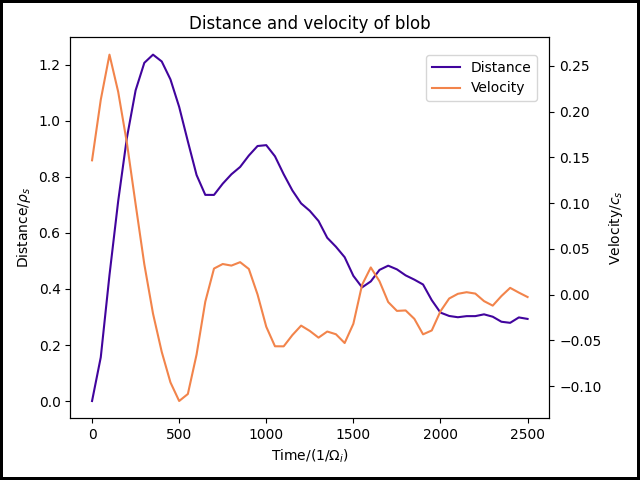 Distance and velocity of blob
Distance
Velocity
1.2
1.0
0.8
0.6
0.4
0.2
0.0
Distance/ρs
0.25
0.20
0.15
0.10
0.05
0.00
−0.05
−0.10
Velocity/cs
0 500 1000 1500 2000 2500
Time/(1/Ωi)